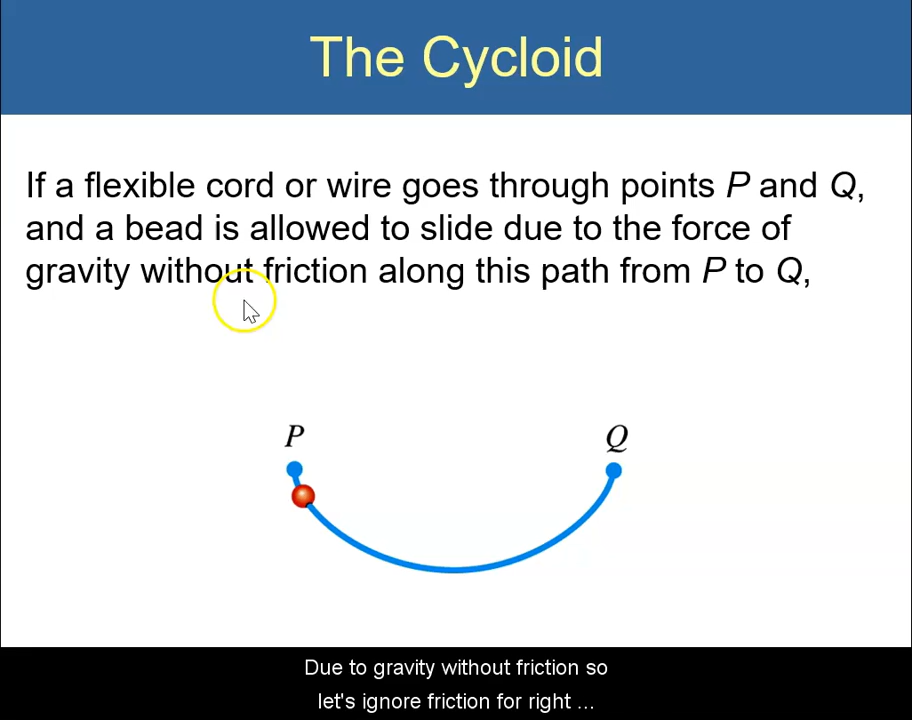 The Cycloid
If a flexible cord or wire goes through points P and Q,
and a bead is allowed to slide due to the force of
gravity without friction along this path from P to Q,
P
Q
Due to gravity without friction so
let's ignore friction for right ...